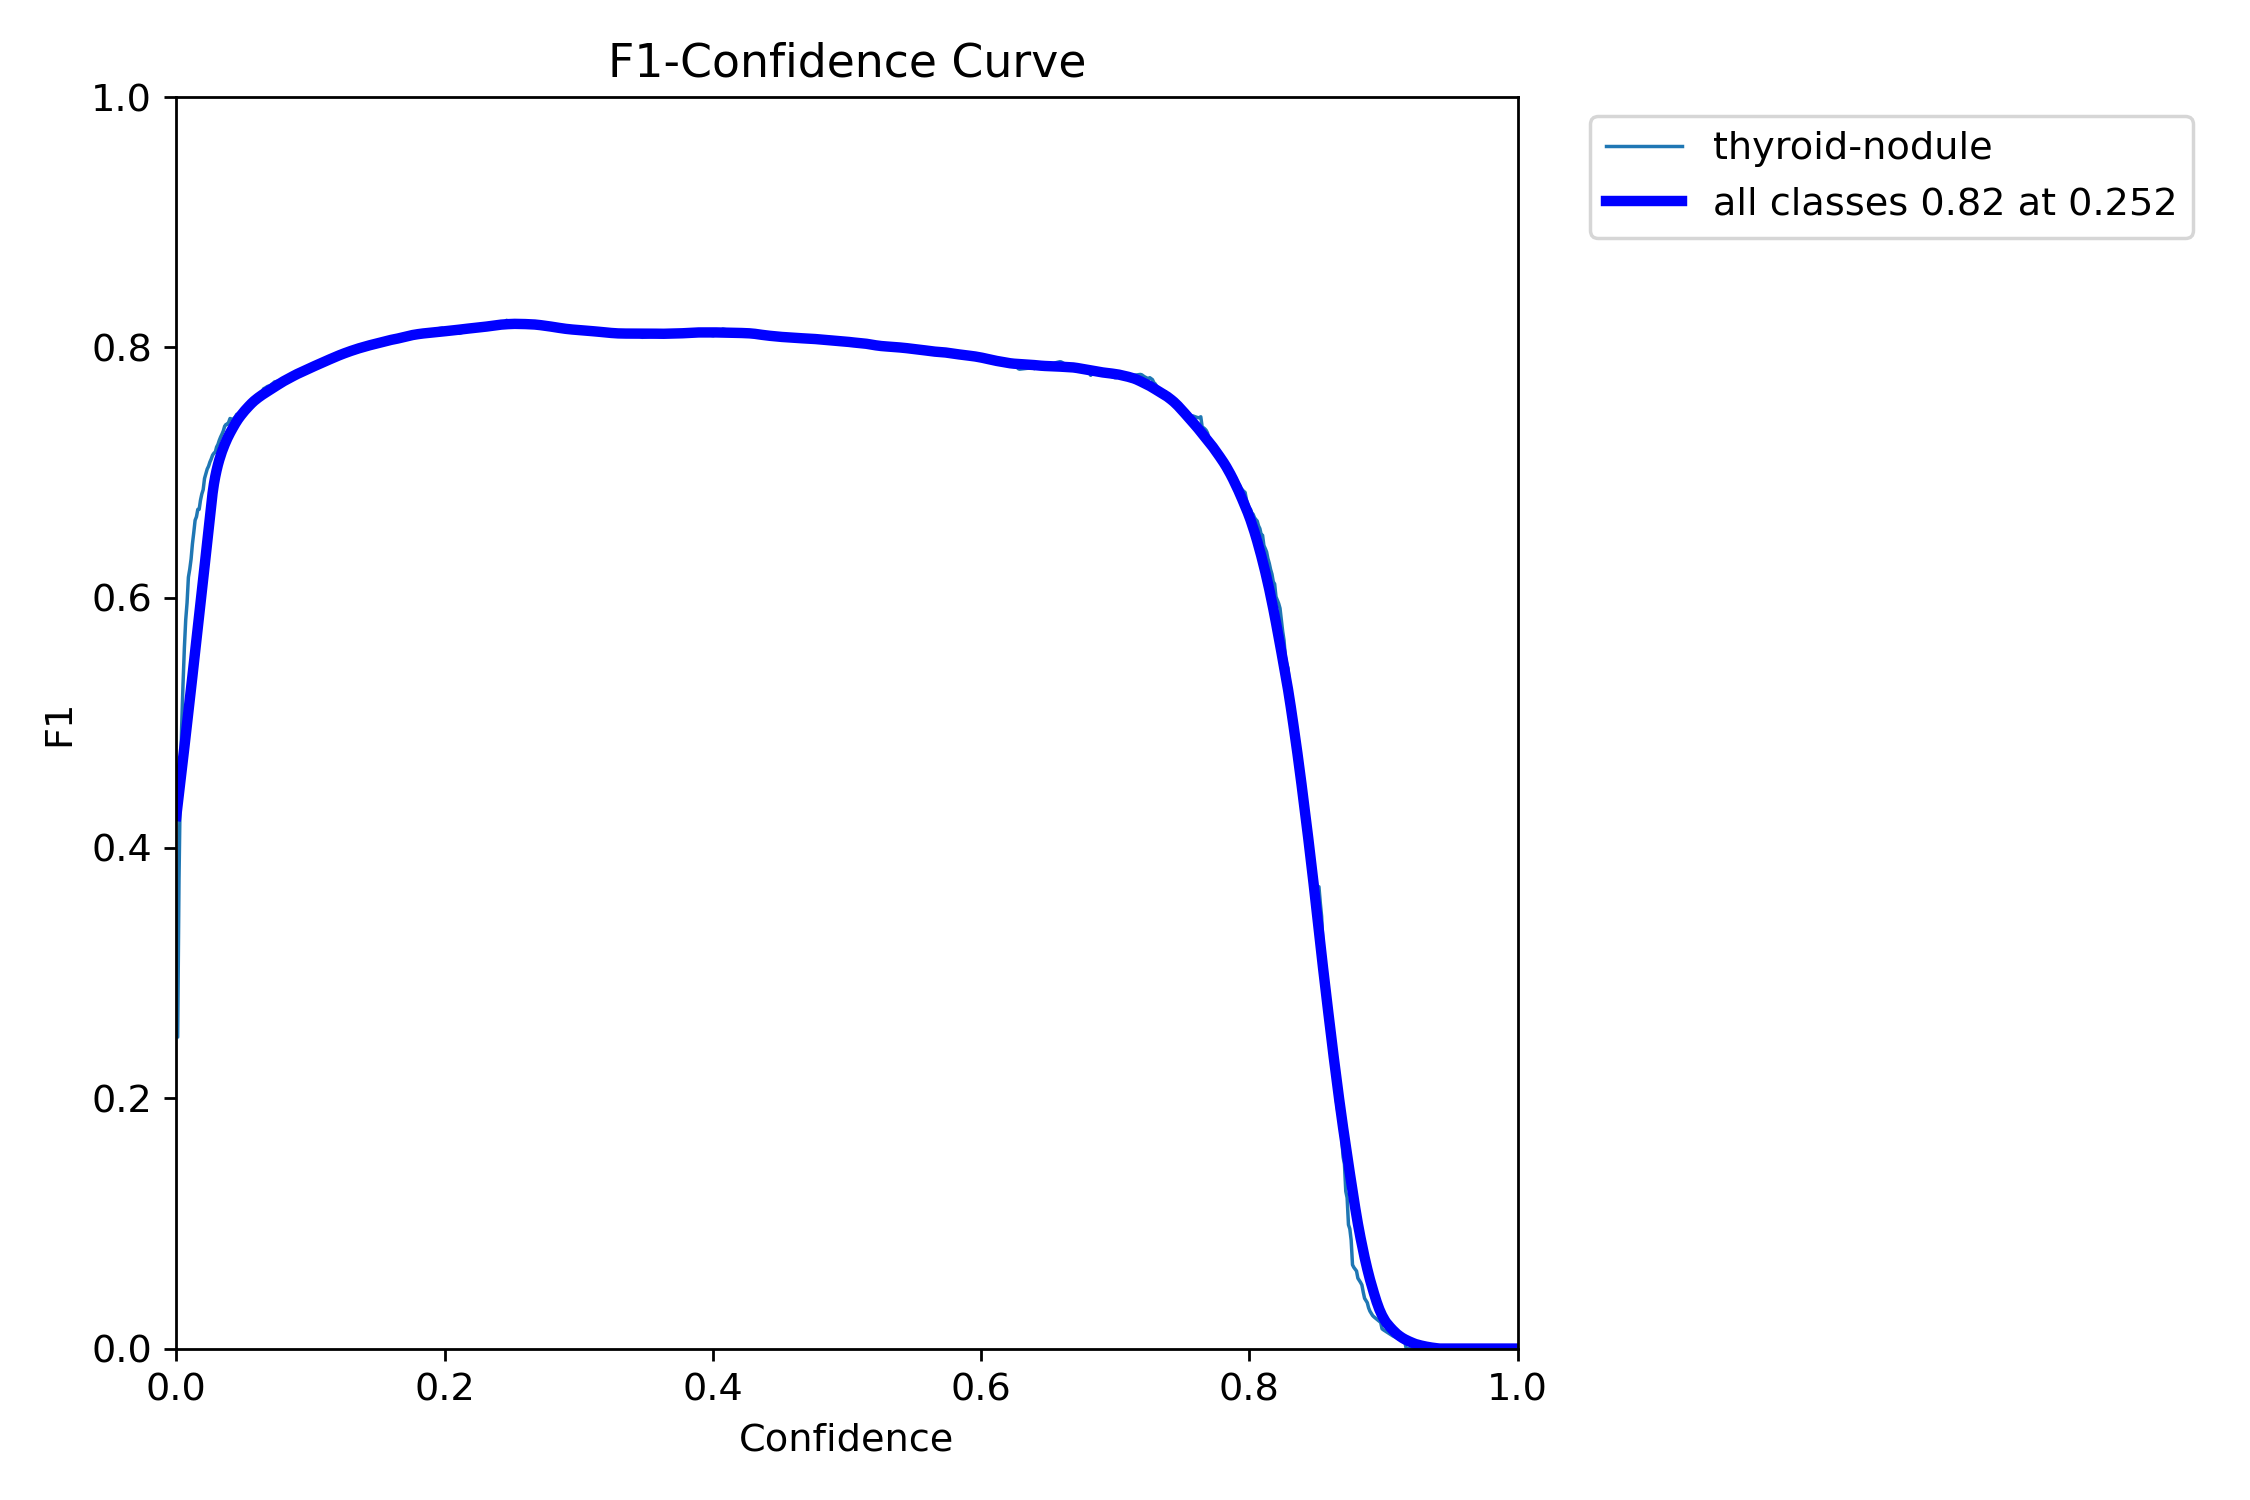 F1-Confidence Curve
1.0
0.8
0.6
0.4
0.2
0.0
F1
0.0 0.2 0.4 0.6 0.8 1.0
Confidence
thyroid-nodule
all classes 0.82 at 0.252